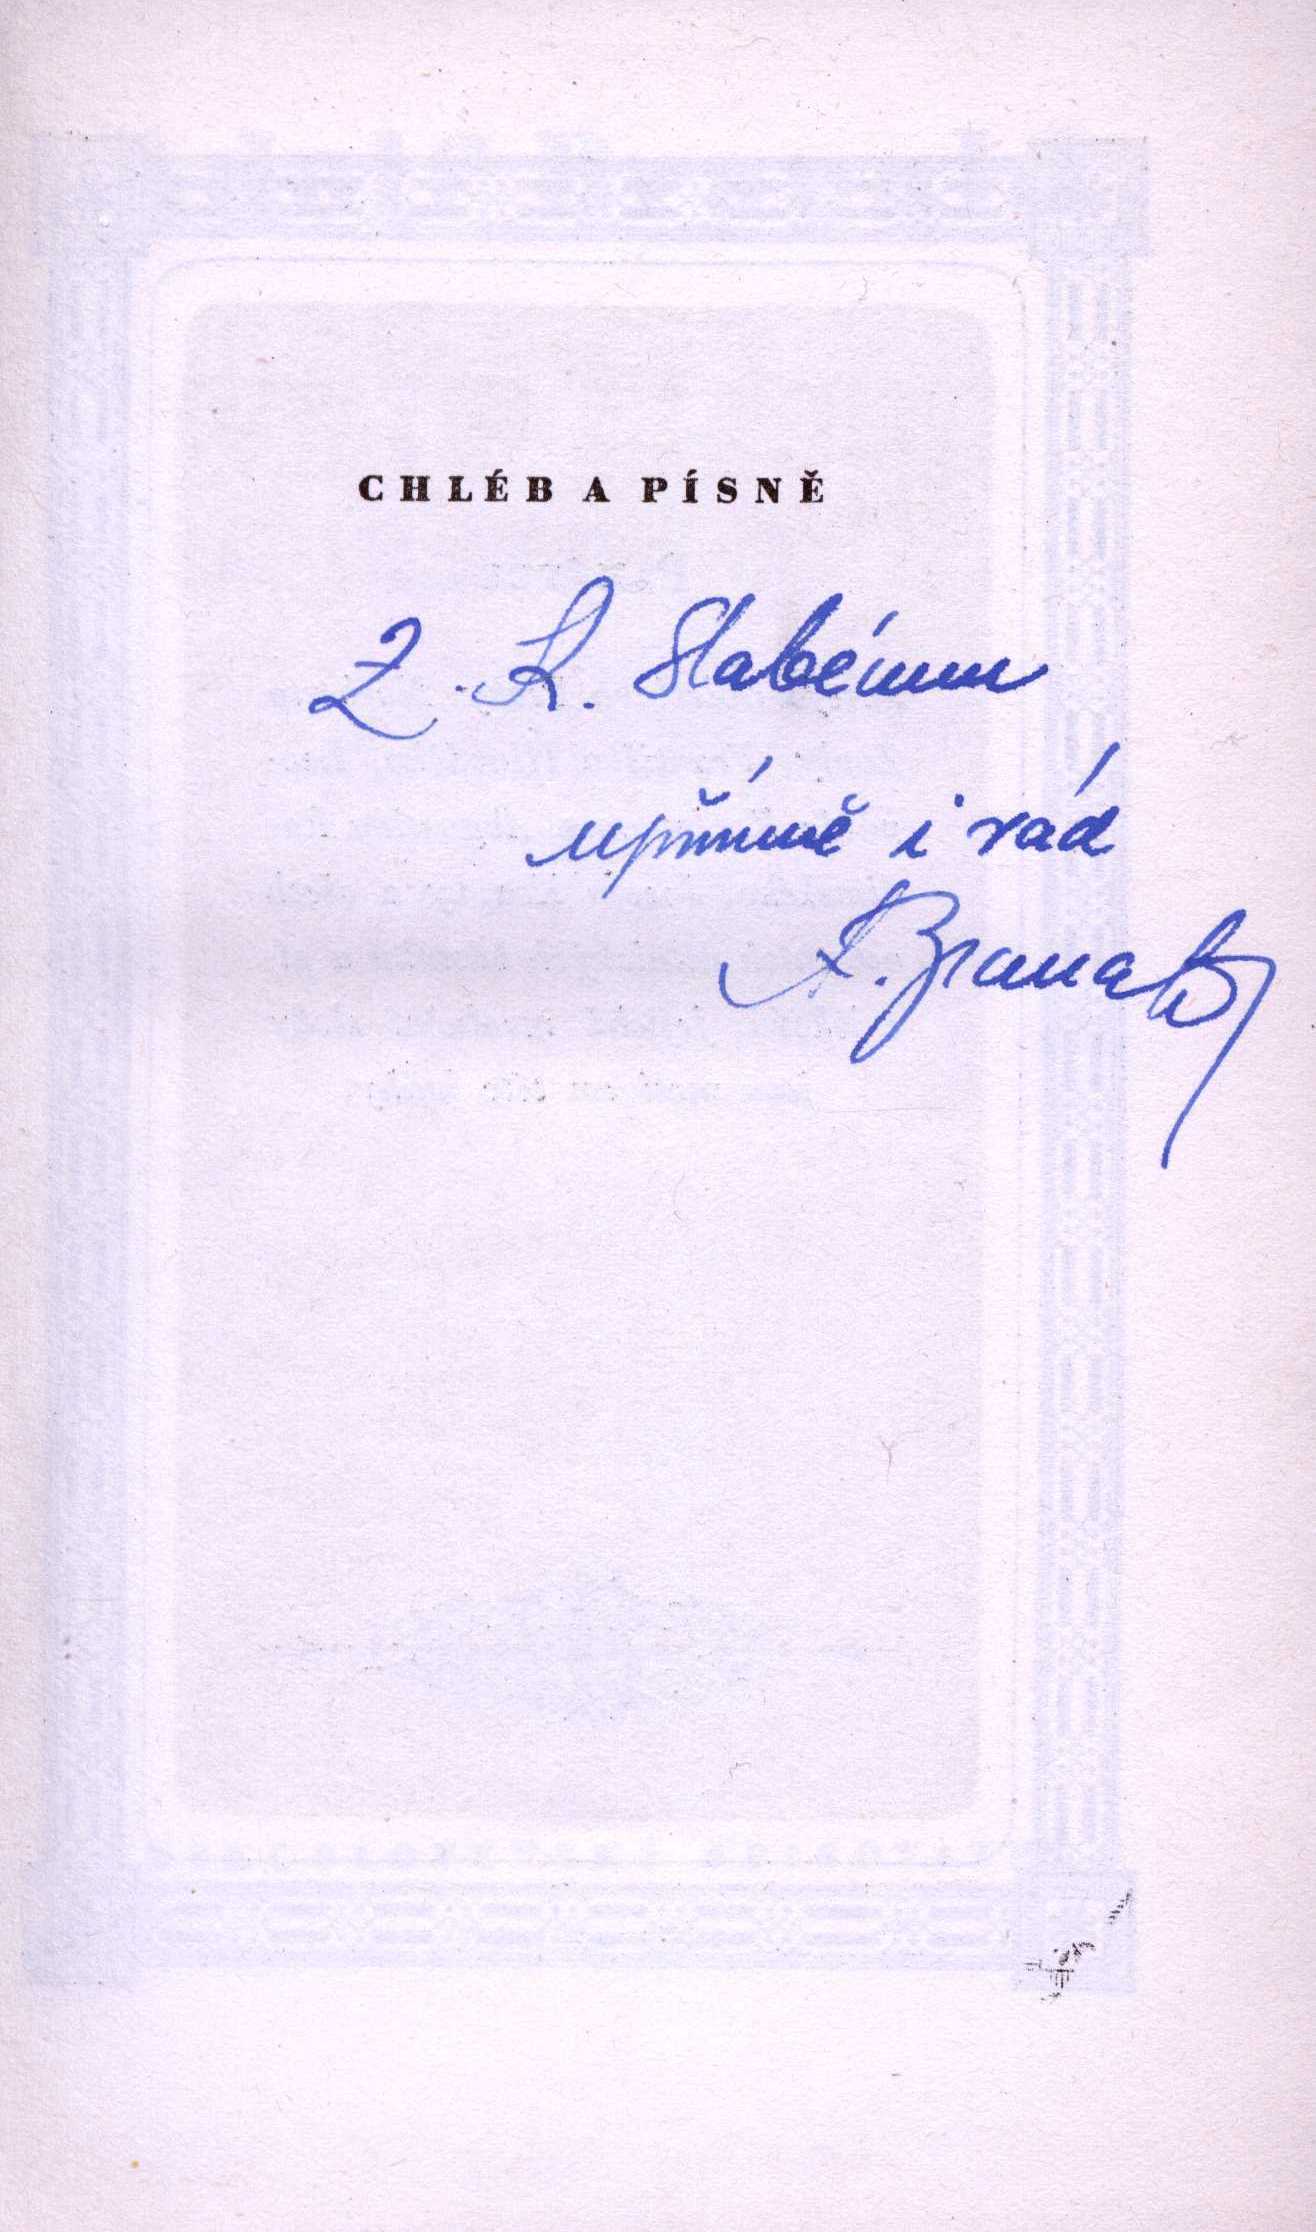 CHLÉB A PÍSNĚ
Z. K. Slabému
upřímně i rád
F. Branald